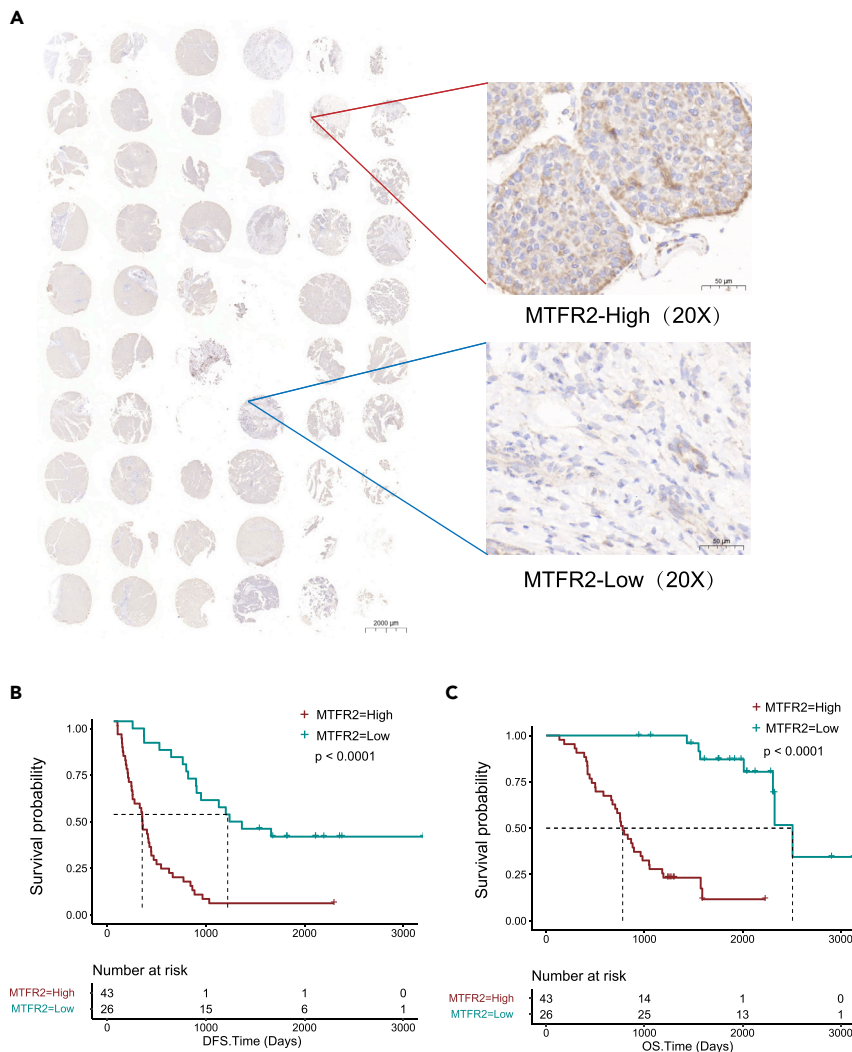 A
50 µm
MTFR2-High（20X）
50 µm
MTFR2-Low（20X）
2000 µm
B
MTFR2=High
MTFR2=Low
p < 0.0001
1.00
0.75
0.50
0.25
0.00
Survival probability
0 1000 2000 3000
Number at risk
MTFR2=High 43 1 1 0
MTFR2=Low 26 15 6 1
0 1000 2000 3000
DFS.Time (Days)
C
MTFR2=High
MTFR2=Low
p < 0.0001
1.00
0.75
0.50
0.25
0.00
Survival probability
0 1000 2000 3000
Number at risk
MTFR2=High 43 14 1 0
MTFR2=Low 26 25 13 1
0 1000 2000 3000
OS.Time (Days)